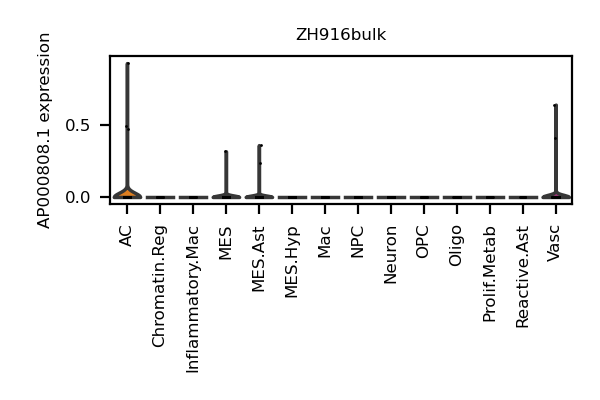 ZH916bulk
AP000808.1 expression
0.5
0.0
AC
Chromatin.Reg
Inflammatory.Mac
MES
MES.Ast
MES.Hyp
Mac
NPC
Neuron
OPC
Oligo
Prolif.Metab
Reactive.Ast
Vasc